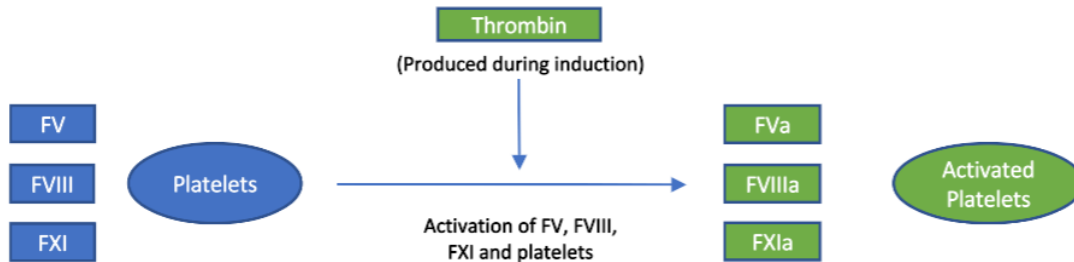 Thrombin
(Produced during induction)
FV
FVIII
FXI
Platelets
Activation of FV, FVIII,
FXI and platelets
FVa
FVIIIa
FXIa
Activated
Platelets